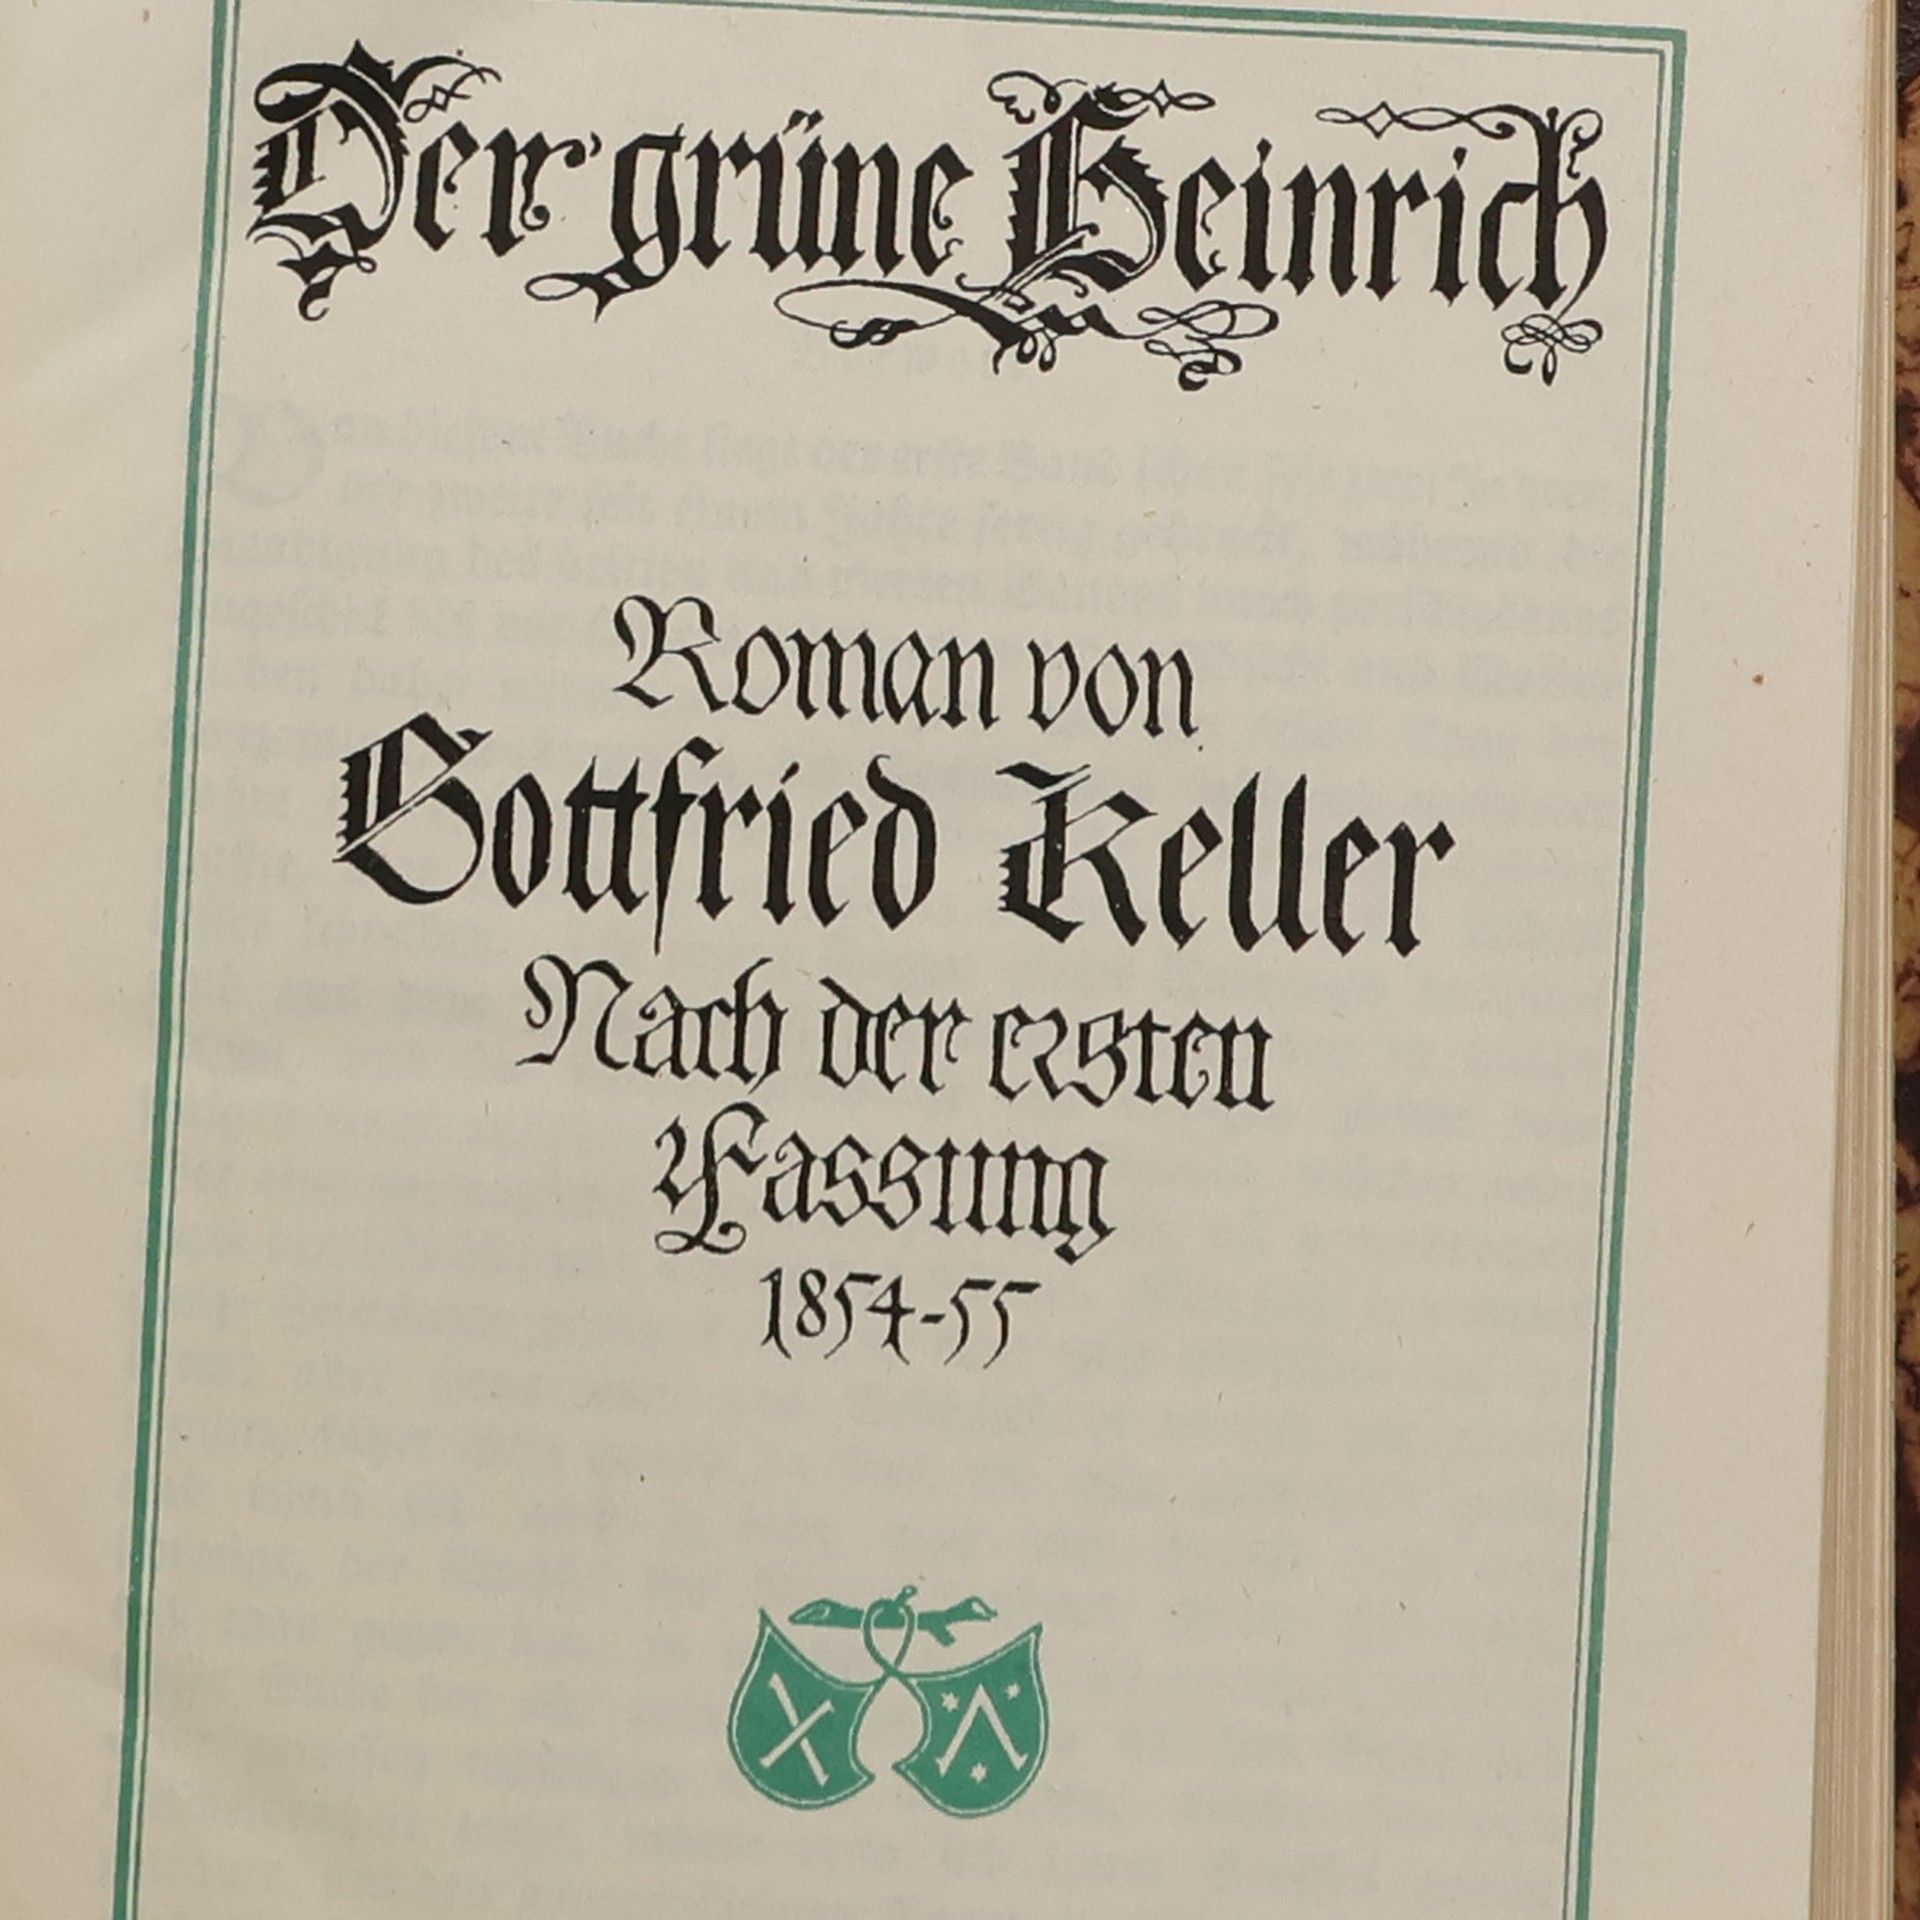 Der grüne Heinrich
Roman von
Gottfried Keller
Nach der ersten
Fassung
1854-55